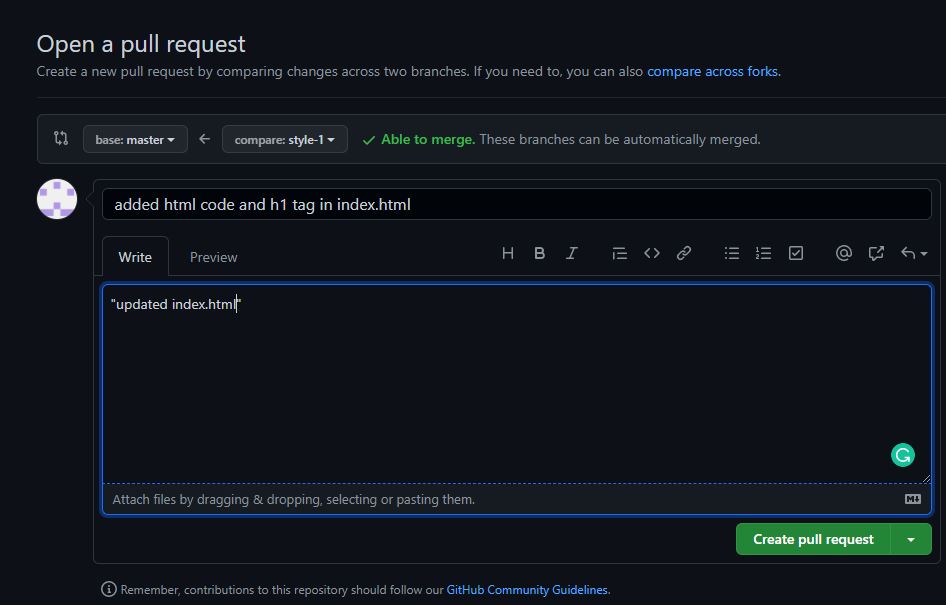 Open a pull request
Create a new pull request by comparing changes across two branches. If you need to, you can also compare across forks.
base: master compare: style-1 Able to merge. These branches can be automatically merged.
added html code and h1 tag in index.html
Write Preview
"updated index.html"
Attach files by dragging & dropping, selecting or pasting them.
Create pull request
Remember, contributions to this repository should follow our GitHub Community Guidelines.